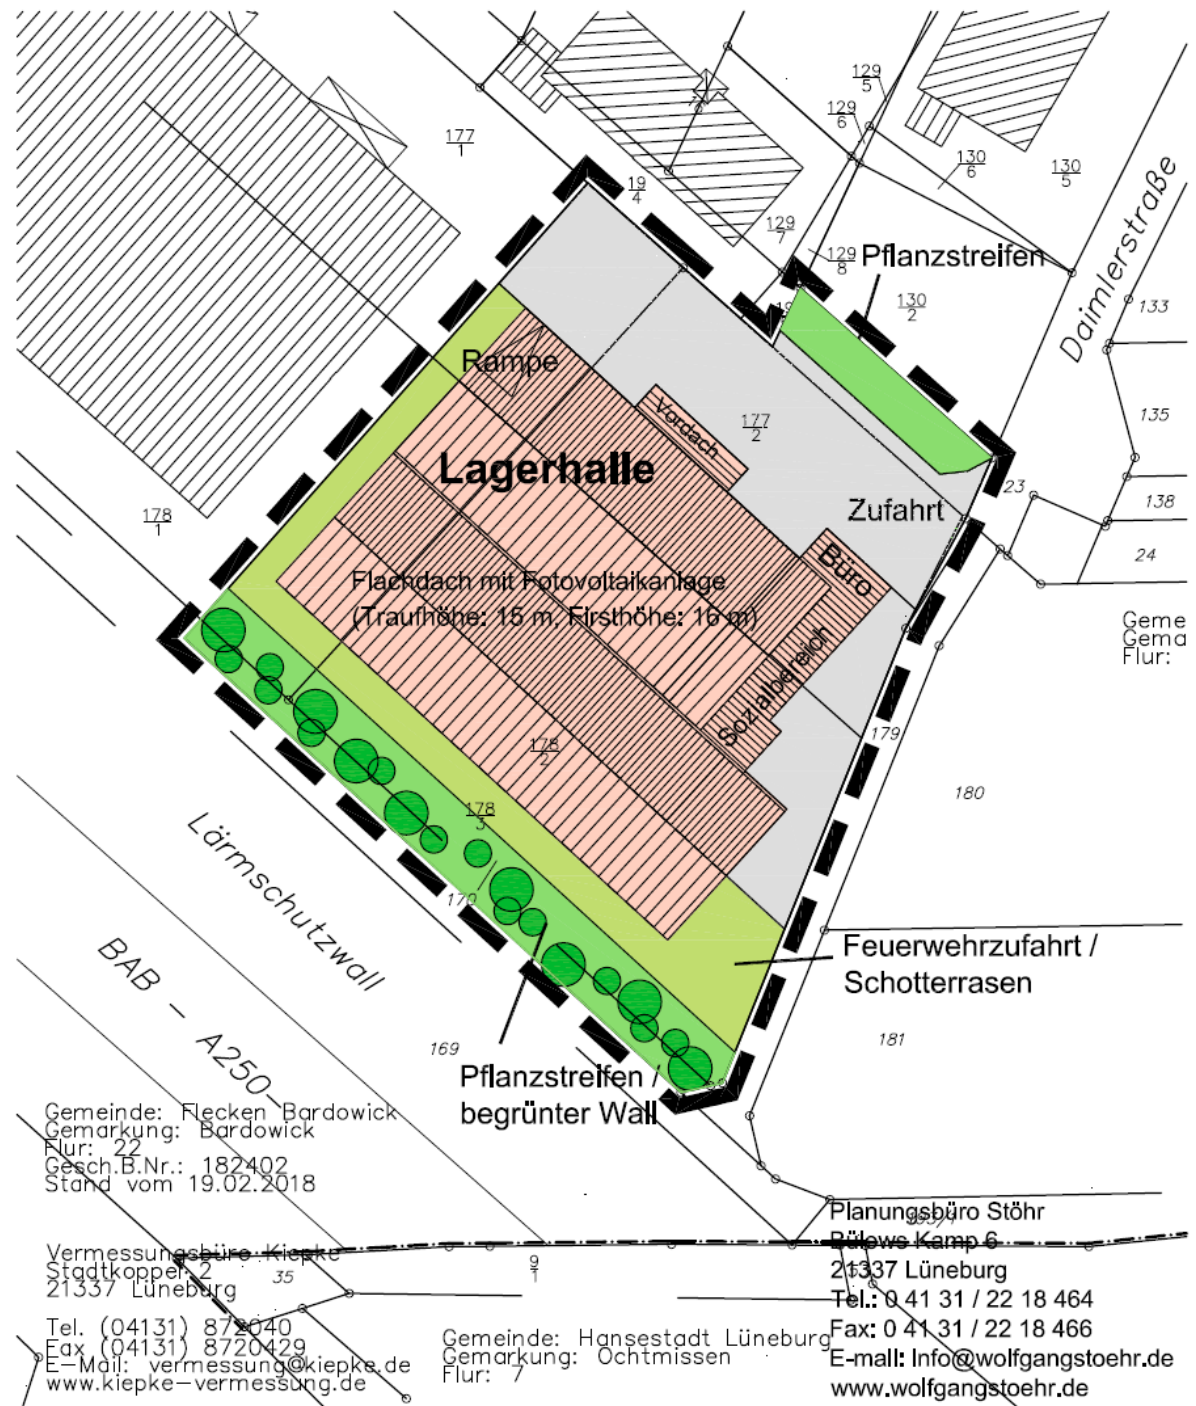 129
5
129
6
177
1
130
6
130
5
19
4
129
7
129
8
Pflanzstreifen
130
2
Daimlerstraße
133
19
Rampe
135
Vordach
177
2
Lagerhalle
23
138
Zufahrt
178
1
24
Büro
Flachdach mit Fotovoltaikanlage
(Traufhöhe: 15 m, Firsthöhe: 16 m)
Geme
Gema
Flur:
Sozialbereich
179
178
2
180
178
3
Lärmschutzwall
170
BAB - A250
Feuerwehrzufahrt /
Schotterrasen
169
181
Pflanzstreifen /
begrünter Wall
Gemeinde: Flecken Bardowick
Gemarkung: Bardowick
Flur: 22
Gesch.B.Nr.: 182402
Stand vom 19.02.2018
Planungsbüro Stöhr
Bülows Kamp 6
21337 Lüneburg
Tel.: 0 41 31 / 22 18 464
Fax: 0 41 31 / 22 18 466
E-mail: Info@wolfgangstoehr.de
www.wolfgangstoehr.de
Vermessungsbüro Kiepke
Stadtkoppel 2
21337 Lüneburg
35
9
1
Tel. (04131) 872040
Fax (04131) 8720429
E-Mail: vermessung@kiepke.de
www.kiepke-vermessung.de
Gemeinde: Hansestadt Lüneburg
Gemarkung: Ochtmissen
Flur: 7